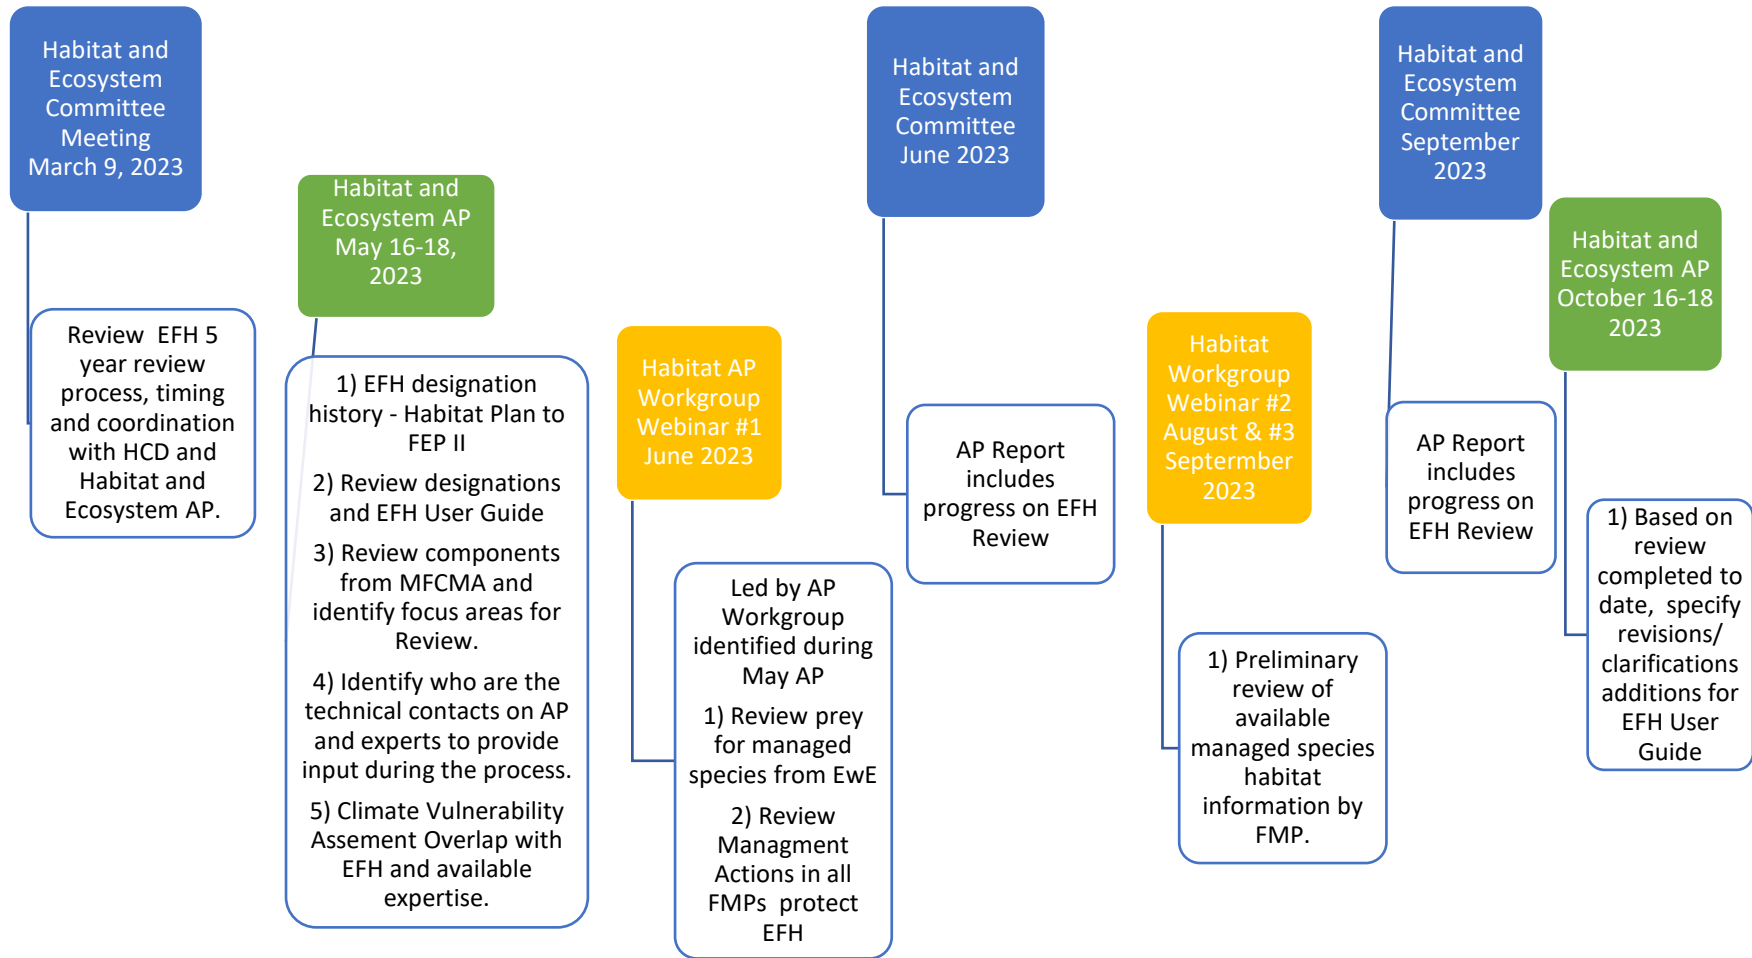 Habitat and
Ecosystem
Committee
Meeting
March 9, 2023
Review  EFH 5
year review
process, timing
and coordination
with HCD and
Habitat and
Ecosystem AP.
Habitat and
Ecosystem AP
May 16-18,
2023
1) EFH designation
history - Habitat Plan to
FEP II
2) Review designations
and EFH User Guide
3) Review components
from MFCMA and
identify focus areas for
Review.
4) Identify who are the
technical contacts on AP
and experts to provide
input during the process.
5) Climate Vulnerability
Assement Overlap with
EFH and available
expertise.
Habitat AP
Workgroup
Webinar #1
June 2023
Led by AP
Workgroup
identified during
May AP
1) Review prey
for managed
species from EwE
2) Review
Managment
Actions in all
FMPs  protect
EFH
Habitat and
Ecosystem
Committee
June 2023
AP Report
includes
progress on EFH
Review
Habitat
Workgroup
Webinar #2
August & #3
Septermber
2023
1) Preliminary
review of
available
managed species
habitat
information by
FMP.
Habitat and
Ecosystem
Committee
September
2023
AP Report
includes
progress on
EFH Review
Habitat and
Ecosystem AP
October 16-18
2023
1) Based on
review
completed to
date,  specify
revisions/
clarifications
additions for
EFH User
Guide